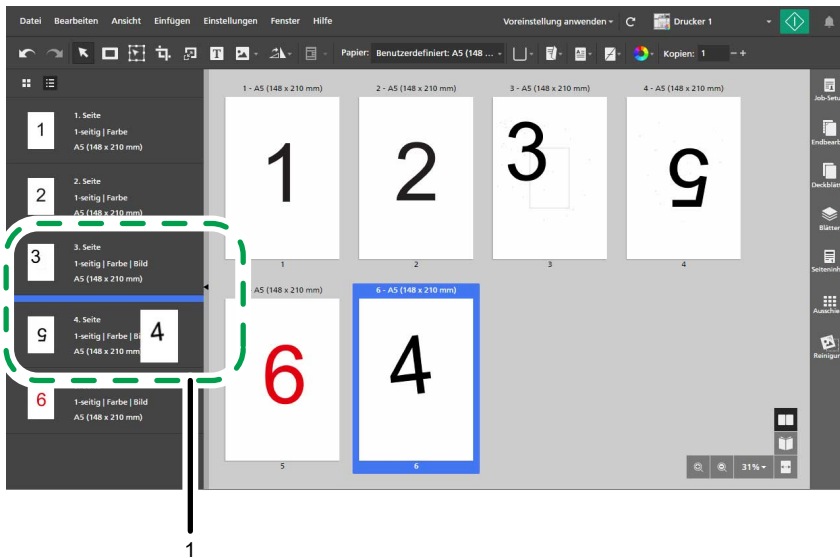 Datei Bearbeiten Ansicht Einfügen Einstellungen Fenster Hilfe Voreinstellung anwenden Drucker 1
Papier: Benutzerdefiniert: A5 (148 ... Kopien: 1
1
1. Seite
1-seitig | Farbe
A5 (148 x 210 mm)
2
2. Seite
1-seitig | Farbe
A5 (148 x 210 mm)
3
3. Seite
1-seitig | Farbe | Bild
A5 (148 x 210 mm)
5
4. Seite
1-seitig | Farbe | Bi
A5 (148 x 210 mm
4
6
1-seitig | Farbe | Bild
A5 (148 x 210 mm)
1 - A5 (148 x 210 mm) 2 - A5 (148 x 210 mm) 3 - A5 (148 x 210 mm) 4 - A5 (148 x 210 mm)
1 2 3 5
1 2 3 4
A5 (148 x 210 mm) 6 - A5 (148 x 210 mm)
6 4
5 6
31%
Job-Setu
Endbearb
Deckblätt
Blätter
Seiteninh
Ausschie
Reinigun
1